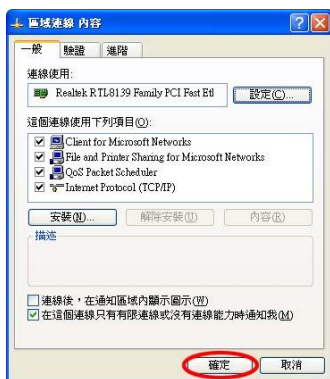 區域連線 內容
一般 驗證 進階
連線使用:
Realtek RTL8139 Family PCI Fast Etl 設定(C)...
這個連線使用下列項目(O):
Client for Microsoft Networks
File and Printer Sharing for Microsoft Networks
QoS Packet Scheduler
Internet Protocol (TCP/IP)
安裝(N)... 解除安裝(U) 內容(R)
描述
連線後，在通知區域內顯示圖示(W)
在這個連線只有有限連線或沒有連線能力時通知我(M)
確定 取消